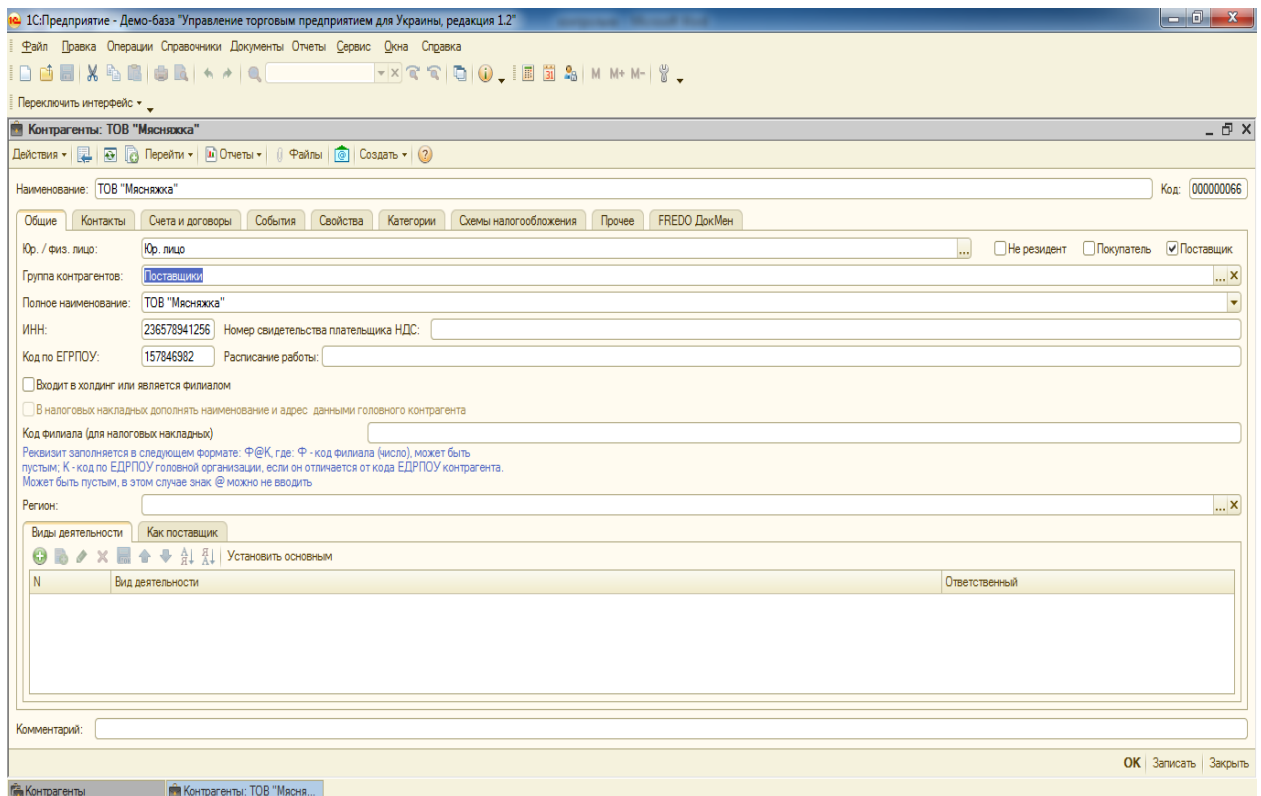 1С:Предприятие - Демо-база "Управление торговым предприятием для Украины, редакция 1.2"
Файл Правка Операции Справочники Документы Отчеты Сервис Окна Справка
M M+ M-
Переключить интерфейс
Контрагенты: ТОВ "Мясняжка"
Действия Перейти Отчеты Файлы Создать
Наименование: ТОВ "Мясняжка" Код: 000000066
Общие Контакты Счета и договоры События Свойства Категории Схемы налогообложения Прочее FREDO ДокМен
Юр. / физ. лицо: Юр. лицо ... Не резидент Покупатель Поставщик
Группа контрагентов: Поставщики ... x
Полное наименование: ТОВ "Мясняжка"
ИНН: 236578941256 Номер свидетельства плательщика НДС:
Код по ЕГРПОУ: 157846982 Расписание работы:
Входит в холдинг или является филиалом
В налоговых накладных дополнять наименование и адрес данными головного контрагента
Код филиала (для налоговых накладных)
Реквизит заполняется в следующем формате: Ф@К, где: Ф - код филиала (число), может быть
пустым; К - код по ЕДРПОУ головной организации, если он отличается от кода ЕДРПОУ контрагента.
Может быть пустым, в этом случае знак @ можно не вводить
Регион: ... x
Виды деятельности Как поставщик
Установить основным
N Вид деятельности Ответственный
Комментарий:
OK Записать Закрыть
Контрагенты Контрагенты: ТОВ "Мясня...